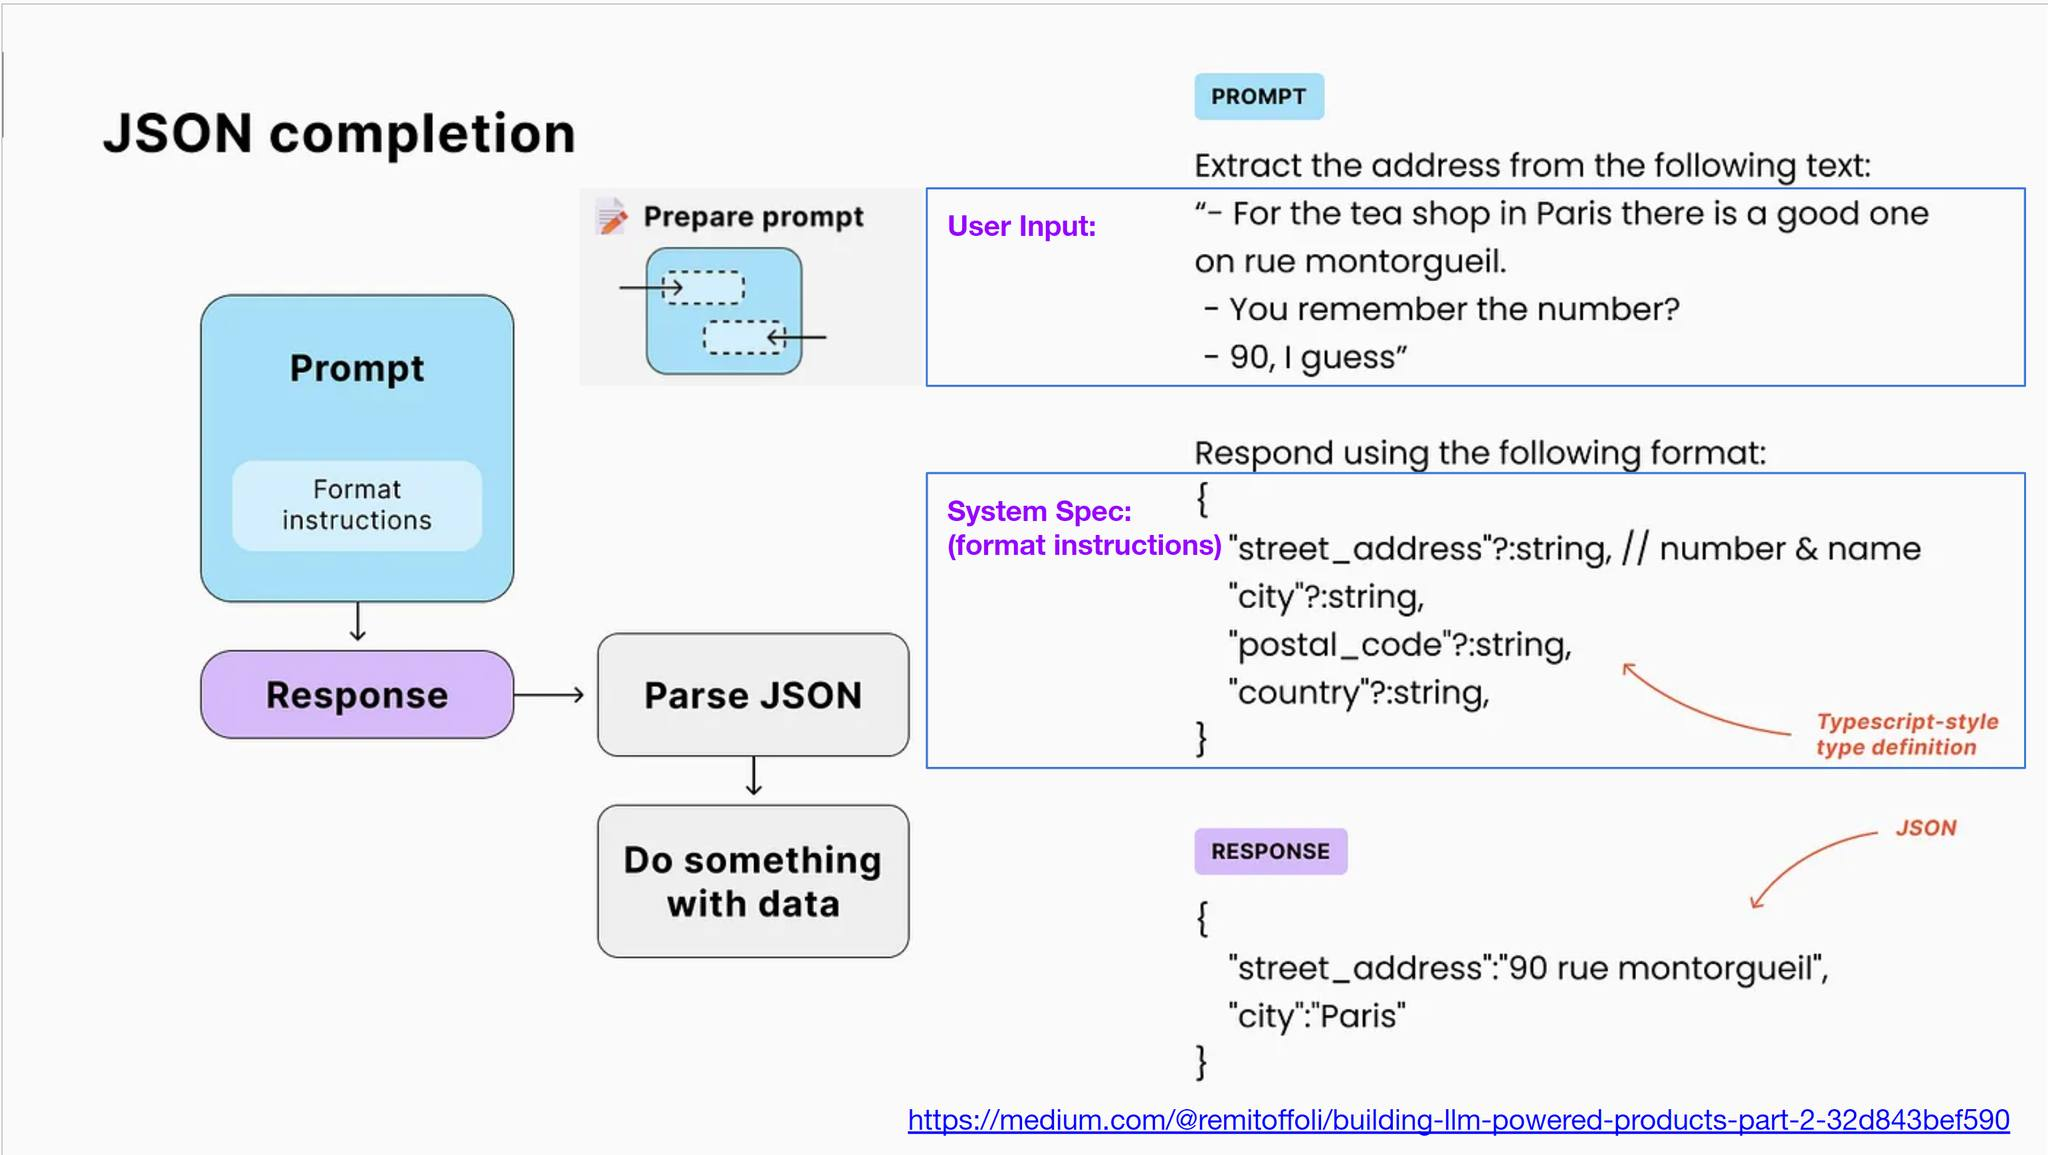 JSON completion
Prepare prompt
Prompt
Format
instructions
Response
Parse JSON
Do something
with data
PROMPT
Extract the address from the following text:
User Input:
“- For the tea shop in Paris there is a good one
on rue montorgueil.
- You remember the number?
- 90, I guess”
Respond using the following format:
System Spec:
(format instructions)
{
"street_address"?:string, // number & name
"city"?:string,
"postal_code"?:string,
"country"?:string,
}
Typescript-style
type definition
RESPONSE
JSON
{
"street_address":"90 rue montorgueil",
"city":"Paris"
}
https://medium.com/@remitoffoli/building-llm-powered-products-part-2-32d843bef590